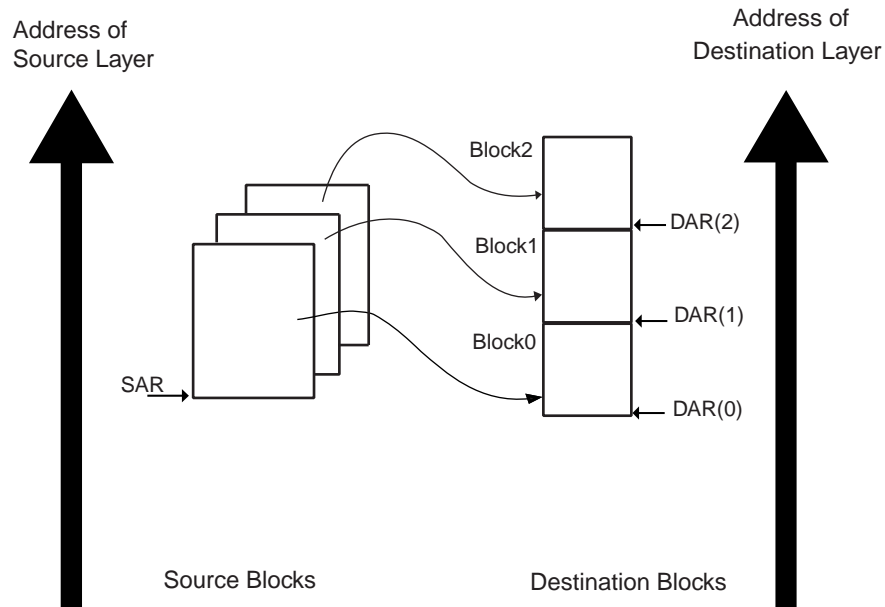 Address of
Source Layer
Address of
Destination Layer
Block2
DAR(2)
Block1
DAR(1)
Block0
SAR
DAR(0)
Source Blocks
Destination Blocks